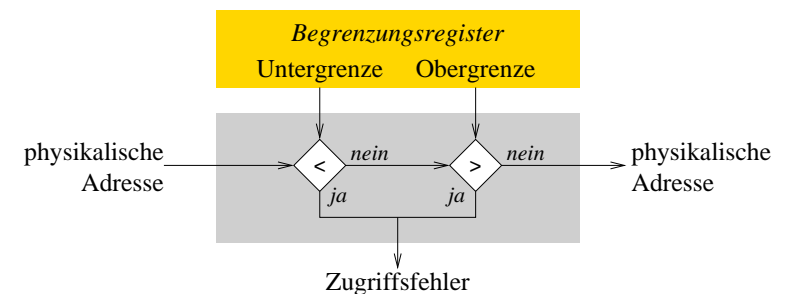 Begrenzungsregister
Untergrenze Obergrenze
physikalische Adresse
< nein > nein
ja ja
physikalische Adresse
Zugriffsfehler